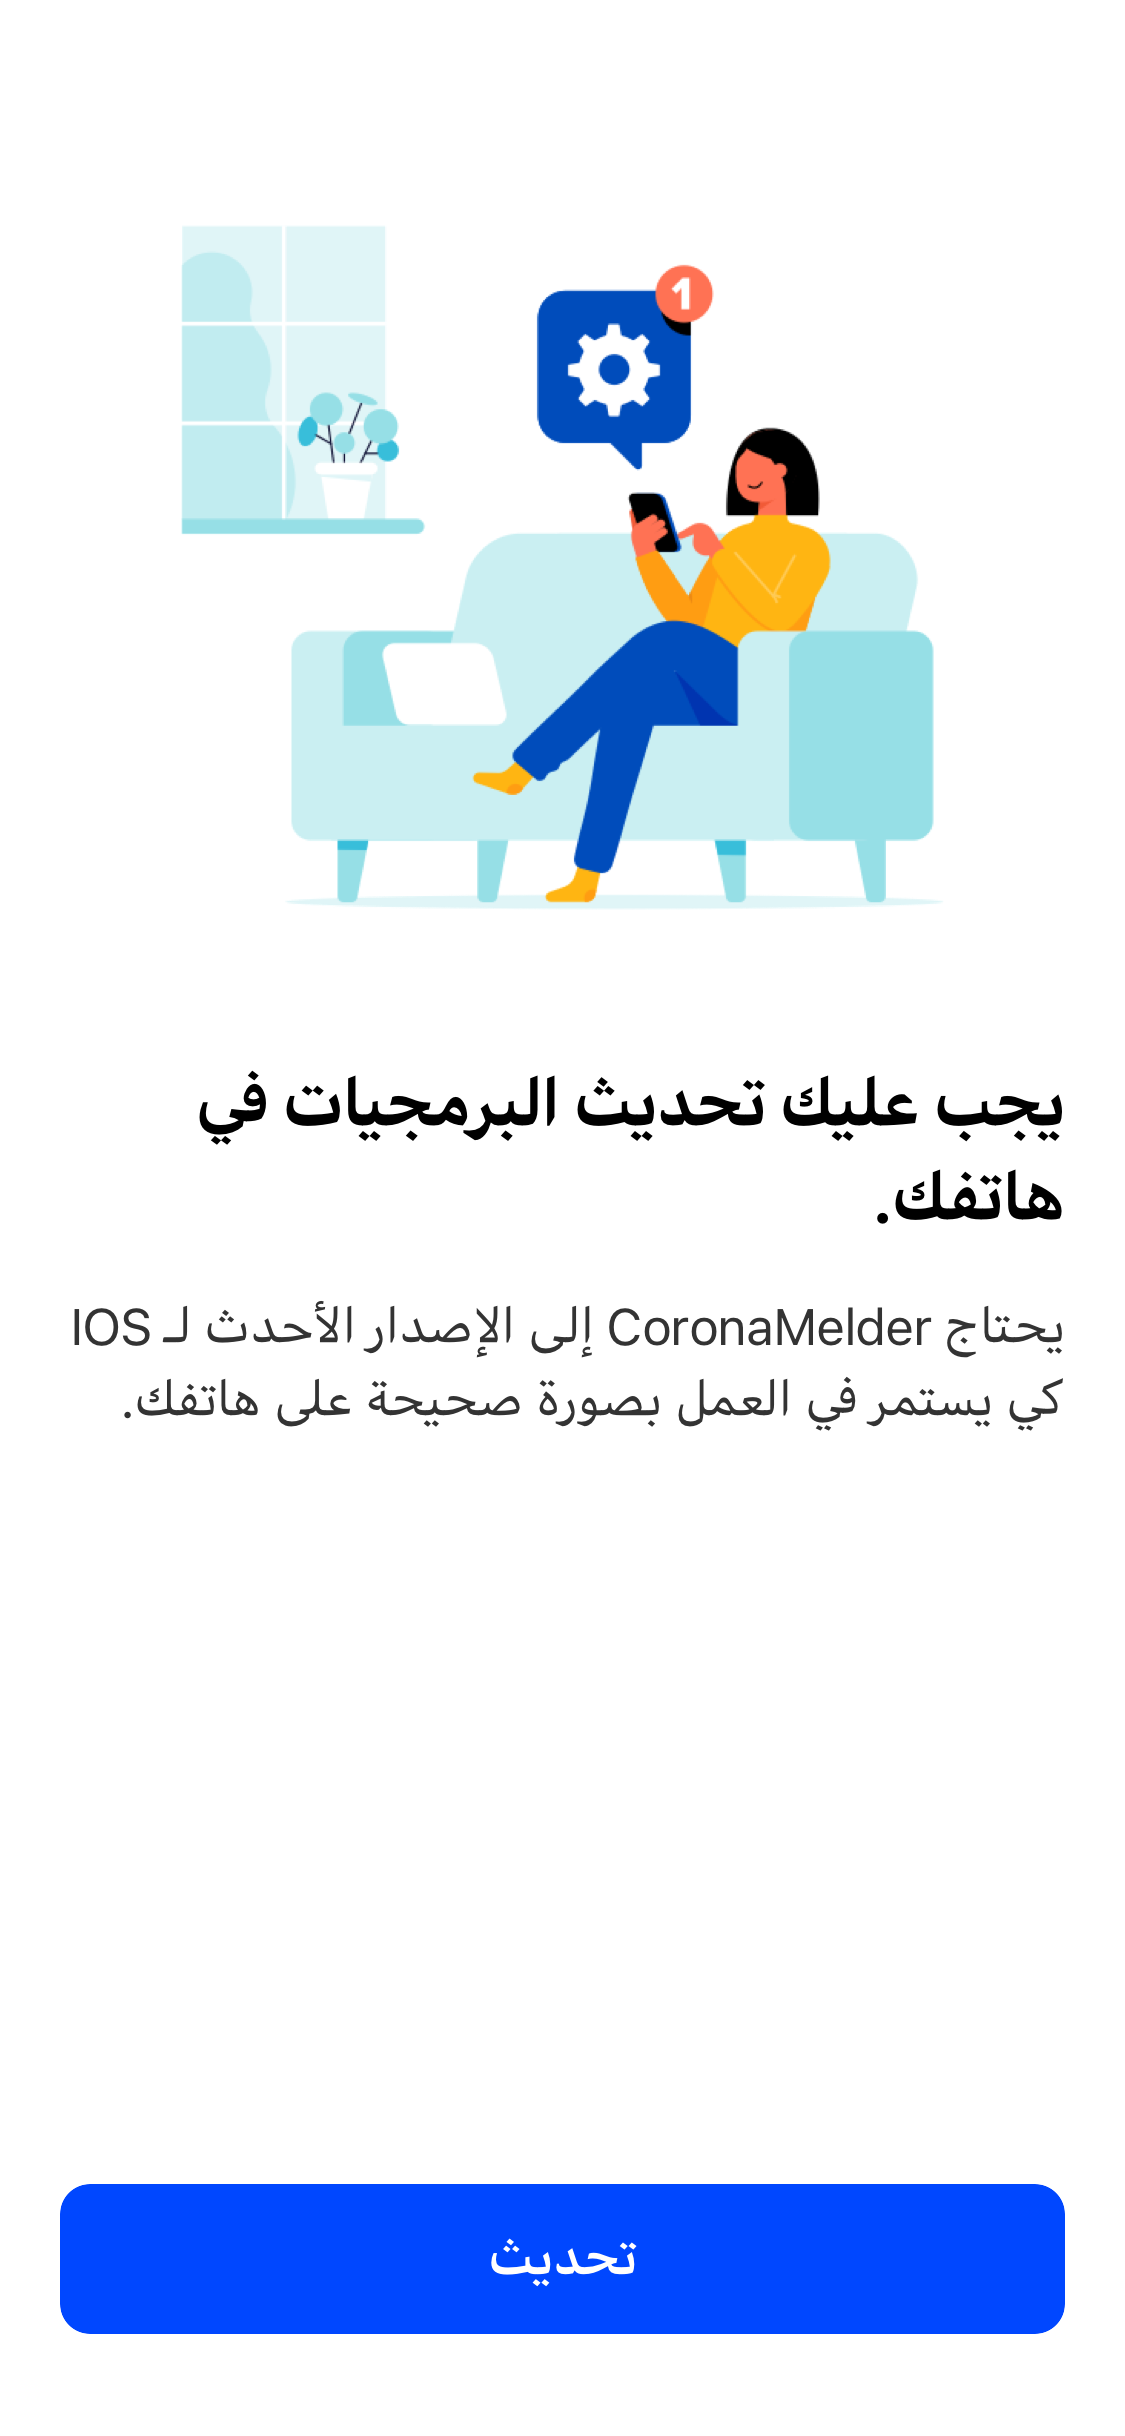 1
يجب عليك تحديث البرمجيات في
هاتفك.
يحتاج CoronaMelder إلى الإصدار الأحدث لـ IOS
كي يستمر في العمل بصورة صحيحة على هاتفك.
تحديث